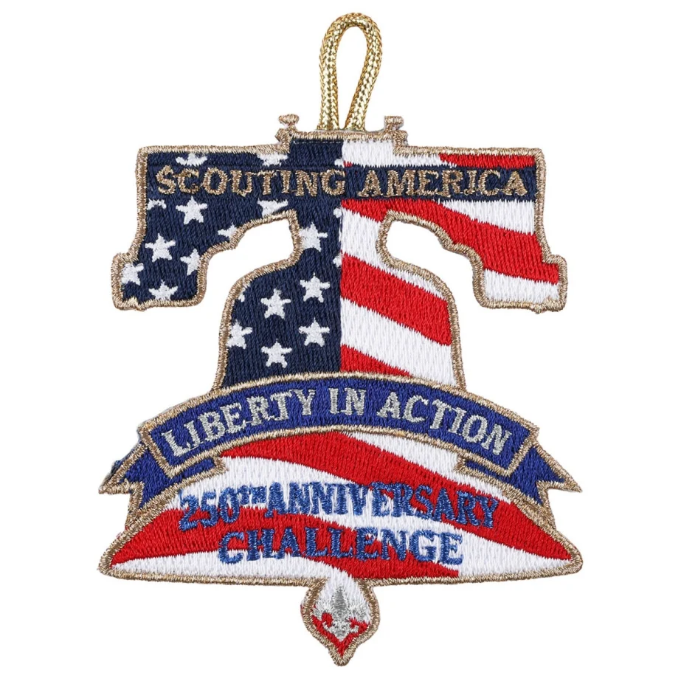 SCOUTING AMERICA
LIBERTY IN ACTION
250TH ANNIVERSARY
CHALLENGE